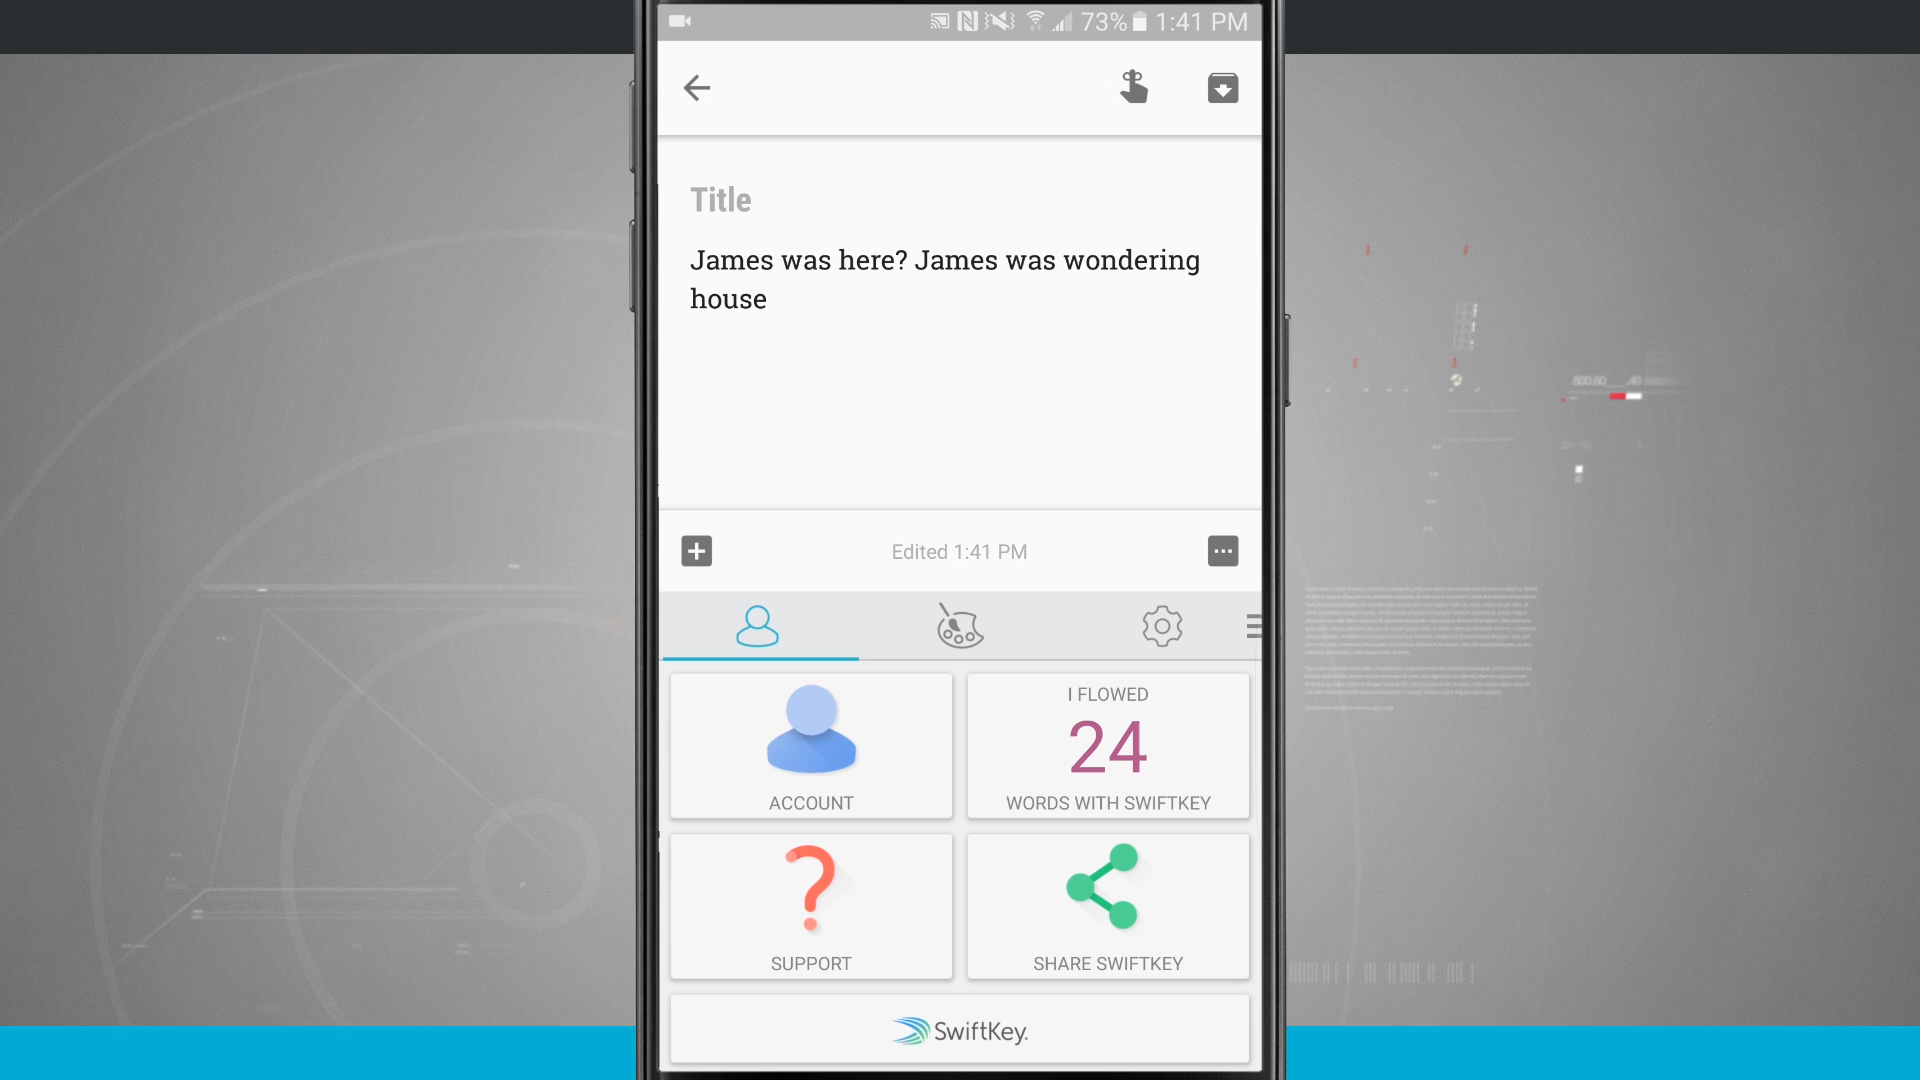 73% 1:41 PM
Title
James was here? James was wondering
house
Edited 1:41 PM
I FLOWED
24
ACCOUNT
WORDS WITH SWIFTKEY
SUPPORT
SHARE SWIFTKEY
SwiftKey